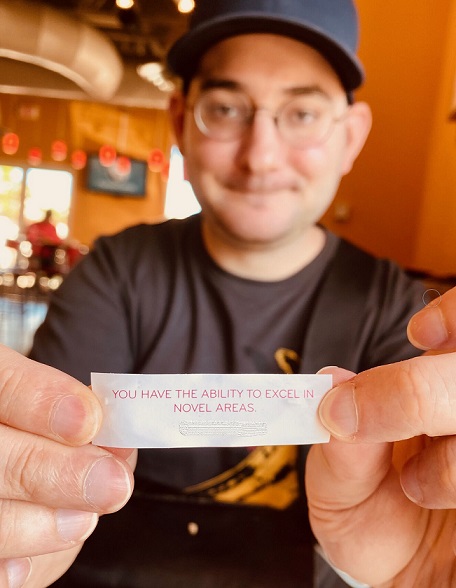 YOU HAVE THE ABILITY TO EXCEL IN
NOVEL AREAS.